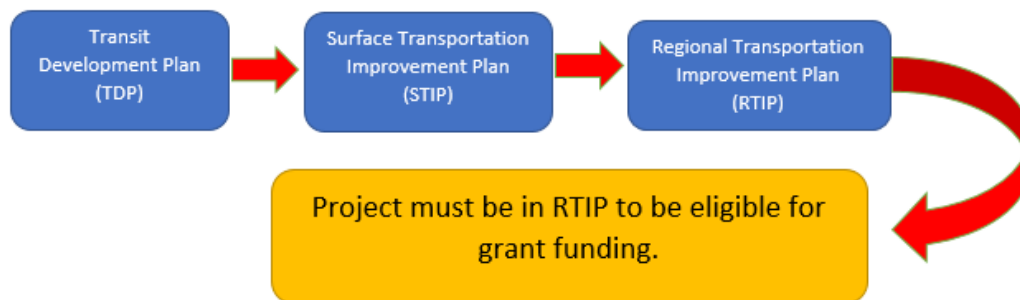 Transit
Development Plan
(TDP)
Surface Transportation
Improvement Plan
(STIP)
Regional Transportation
Improvement Plan
(RTIP)
Project must be in RTIP to be eligible for
grant funding.